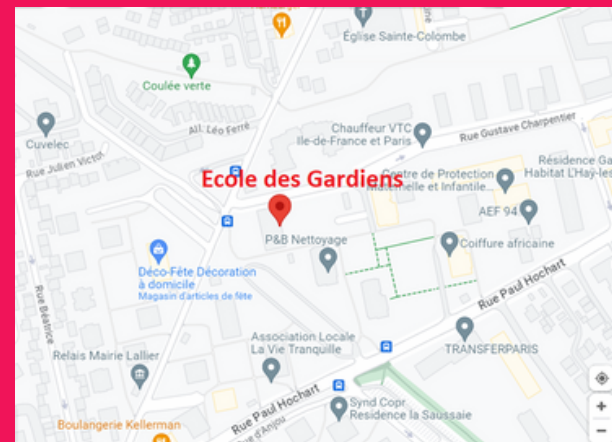 Église Sainte-Colombe
Coulée verte
All. Léo Ferré
Chauffeur VTC
Ile-de-France et Paris
Rue Gustave Charpentier
Cuvelec
Rue Julien Victor
Ecole des Gardiens
Centre de Protection
Maternelle et Infantile...
Résidence Ga
Habitat L'Haÿ-les
AEF 94
P&B Nettoyage
Coiffure africaine
Déco-Fête Décoration
à domicile
Magasin d'articles de fête
Rue Béatrice
Rue Paul Hochart
Association Locale
La Vie Tranquille
TRANSFERPARIS
Relais Mairie Lallier
Synd Copr
Residence la Saussaie
Rue Paul Hochart
d'Anjou
Boulangerie Kellerman